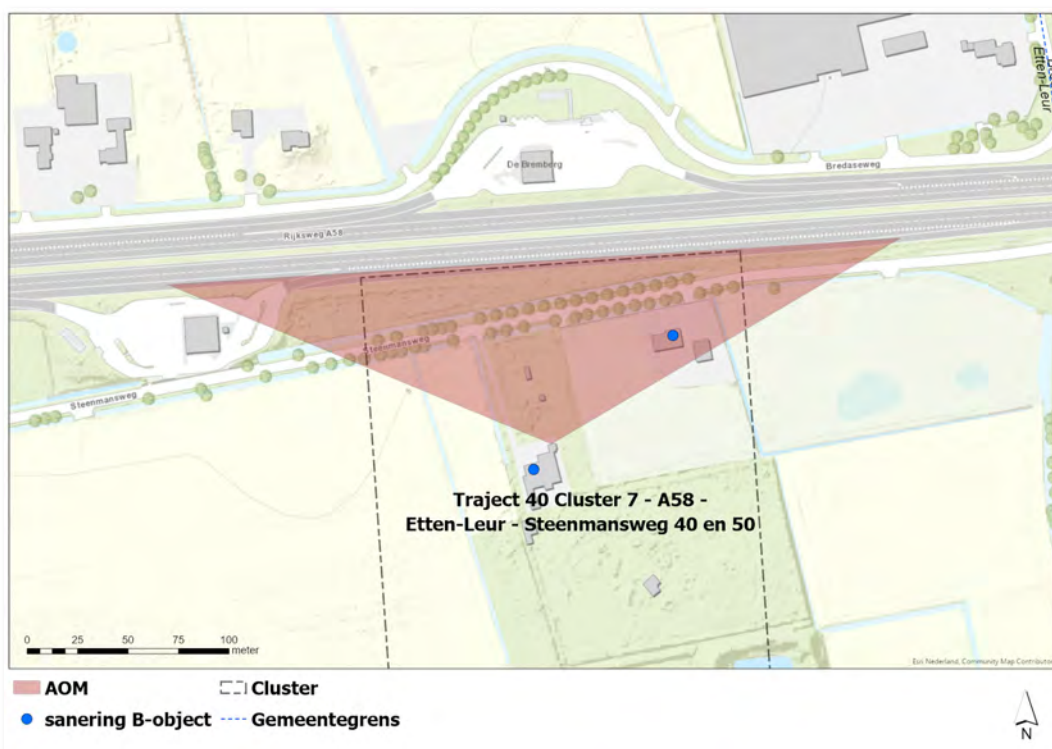 Etten-Leur
De Bremberg
Bredaseweg
Rijksweg A58
Steenmansweg
Steenmansweg
Traject 40 Cluster 7 - A58 -
Etten-Leur - Steenmansweg 40 en 50
0 25 50 75 100
meter
Esri Nederland, Community Map Contributor
AOM
Cluster
sanering B-object
Gemeentegrens
N